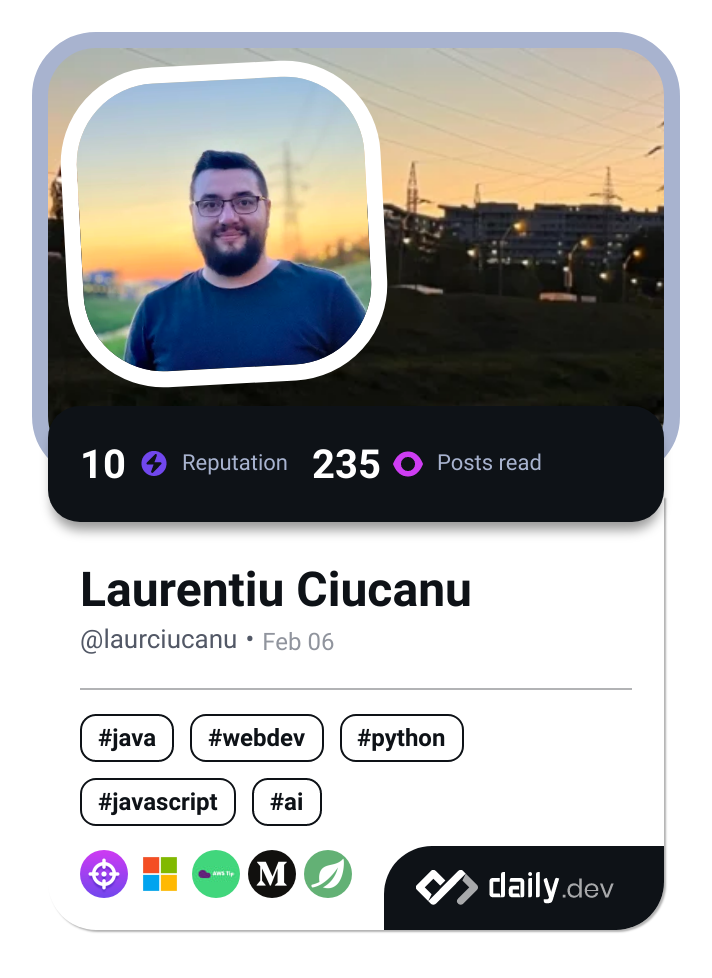 10 Reputation 235 Posts read
Laurentiu Ciucanu
@laurciucanu • Feb 06
#java #webdev #python
#javascript #ai
AWS Tip M daily.dev